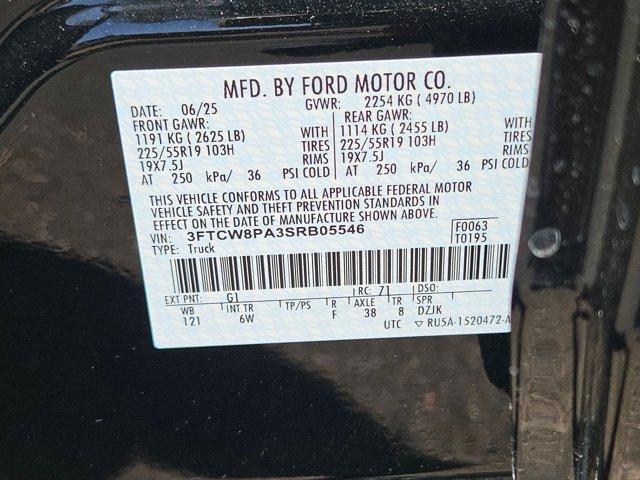 MFD. BY FORD MOTOR CO.
DATE: 06/25 GVWR: 2254 KG ( 4970 LB)
FRONT GAWR: REAR GAWR:
1191 KG ( 2625 LB) WITH 1114 KG ( 2455 LB) WITH
225/55R19 103H TIRES 225/55R19 103H TIRES
19X7.5J RIMS 19X7.5J RIMS
AT 250 kPa/ 36 PSI COLD AT 250 kPa/ 36 PSI COLD
THIS VEHICLE CONFORMS TO ALL APPLICABLE FEDERAL MOTOR
VEHICLE SAFETY AND THEFT PREVENTION STANDARDS IN
EFFECT ON THE DATE OF MANUFACTURE SHOWN ABOVE.
VIN: 3FTCW8PA3SRB05546 F0063
TYPE: Truck T0195
EXT PNT: G1 RC: 71 DSO:
WB INT TR TP/PS R AXLE TR SPR
121 6W F 38 8 DZJK
UTC ▽ RU5A-1520472-A